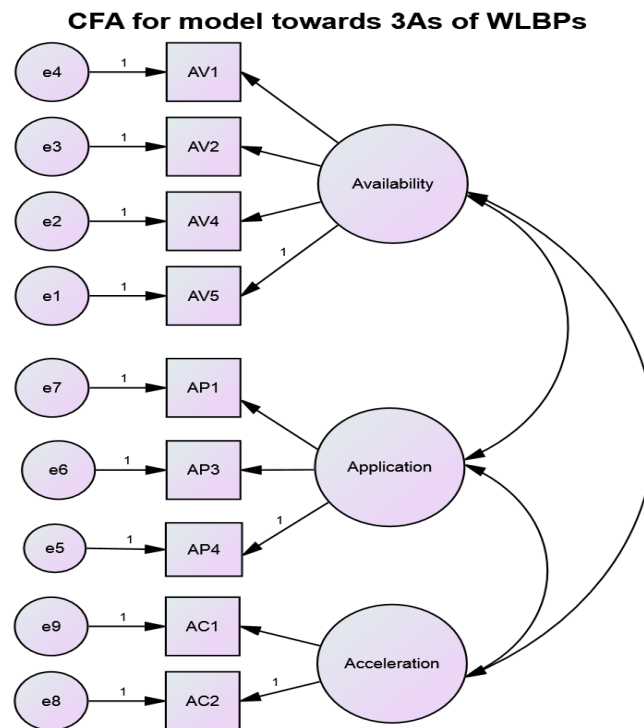 CFA for model towards 3As of WLBPs
e4 1 AV1
e3 1 AV2
Availability
e2 1 AV4
1
e1 1 AV5
e7 1 AP1
e6 1 AP3
Application
e5 1 AP4
1
e9 1 AC1
Acceleration
1
e8 1 AC2